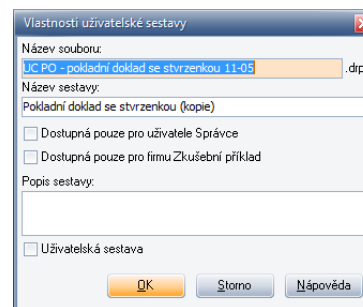 Vlastnosti uživatelské sestavy
Název souboru:
UC PO - pokladní doklad se stvrzenkou 11-05 .drp
Název sestavy:
Pokladní doklad se stvrzenkou (kopie)
Dostupná pouze pro uživatele Správce
Dostupná pouze pro firmu Zkušební příklad
Popis sestavy:
Uživatelská sestava
OK Storno Nápověda